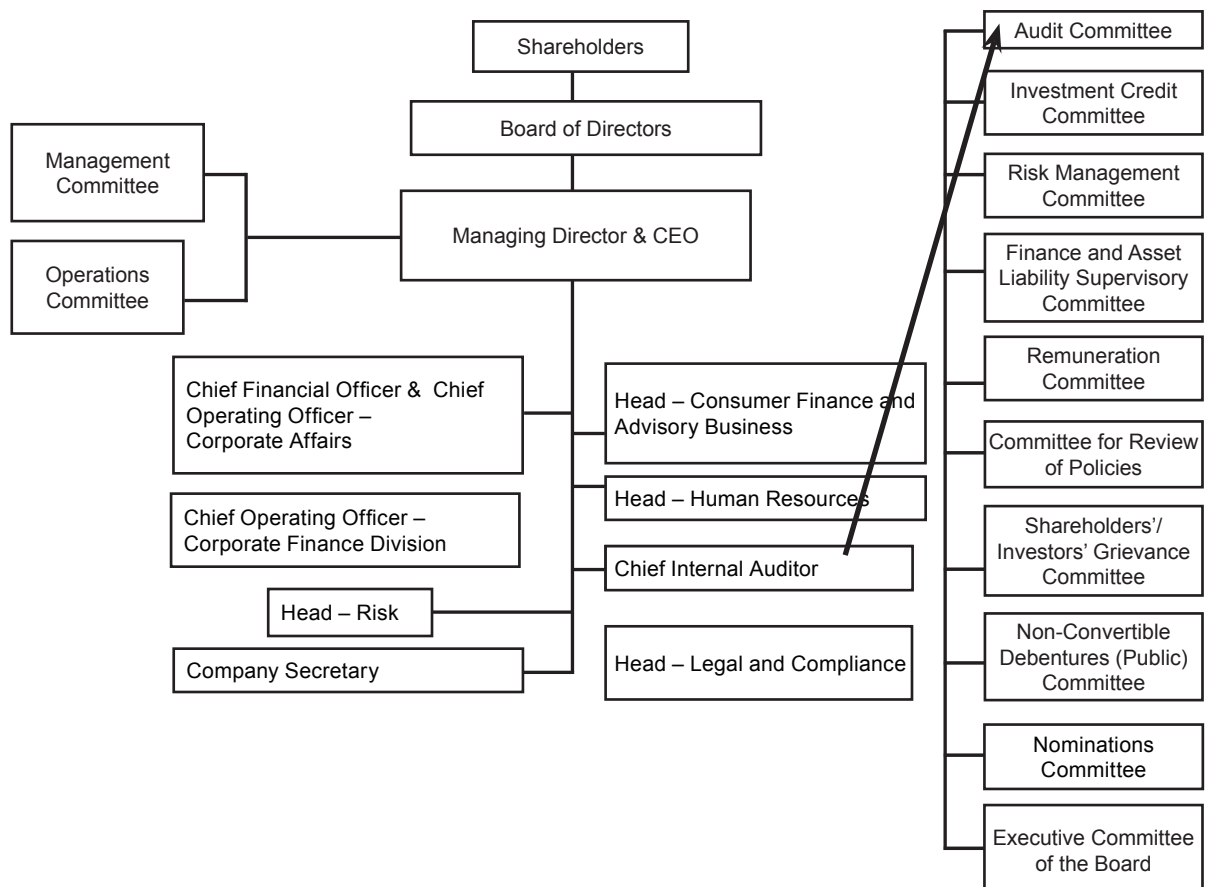 Shareholders
Board of Directors
Management
Committee
Managing Director & CEO
Operations
Committee
Chief Financial Officer & Chief
Operating Officer –
Corporate Affairs
Chief Operating Officer –
Corporate Finance Division
Head – Risk
Company Secretary
Head – Consumer Finance and
Advisory Business
Head – Human Resources
Chief Internal Auditor
Head – Legal and Compliance
Audit Committee
Investment Credit
Committee
Risk Management
Committee
Finance and Asset
Liability Supervisory
Committee
Remuneration
Committee
Committee for Review
of Policies
Shareholders’/
Investors’ Grievance
Committee
Non-Convertible
Debentures (Public)
Committee
Nominations
Committee
Executive Committee
of the Board